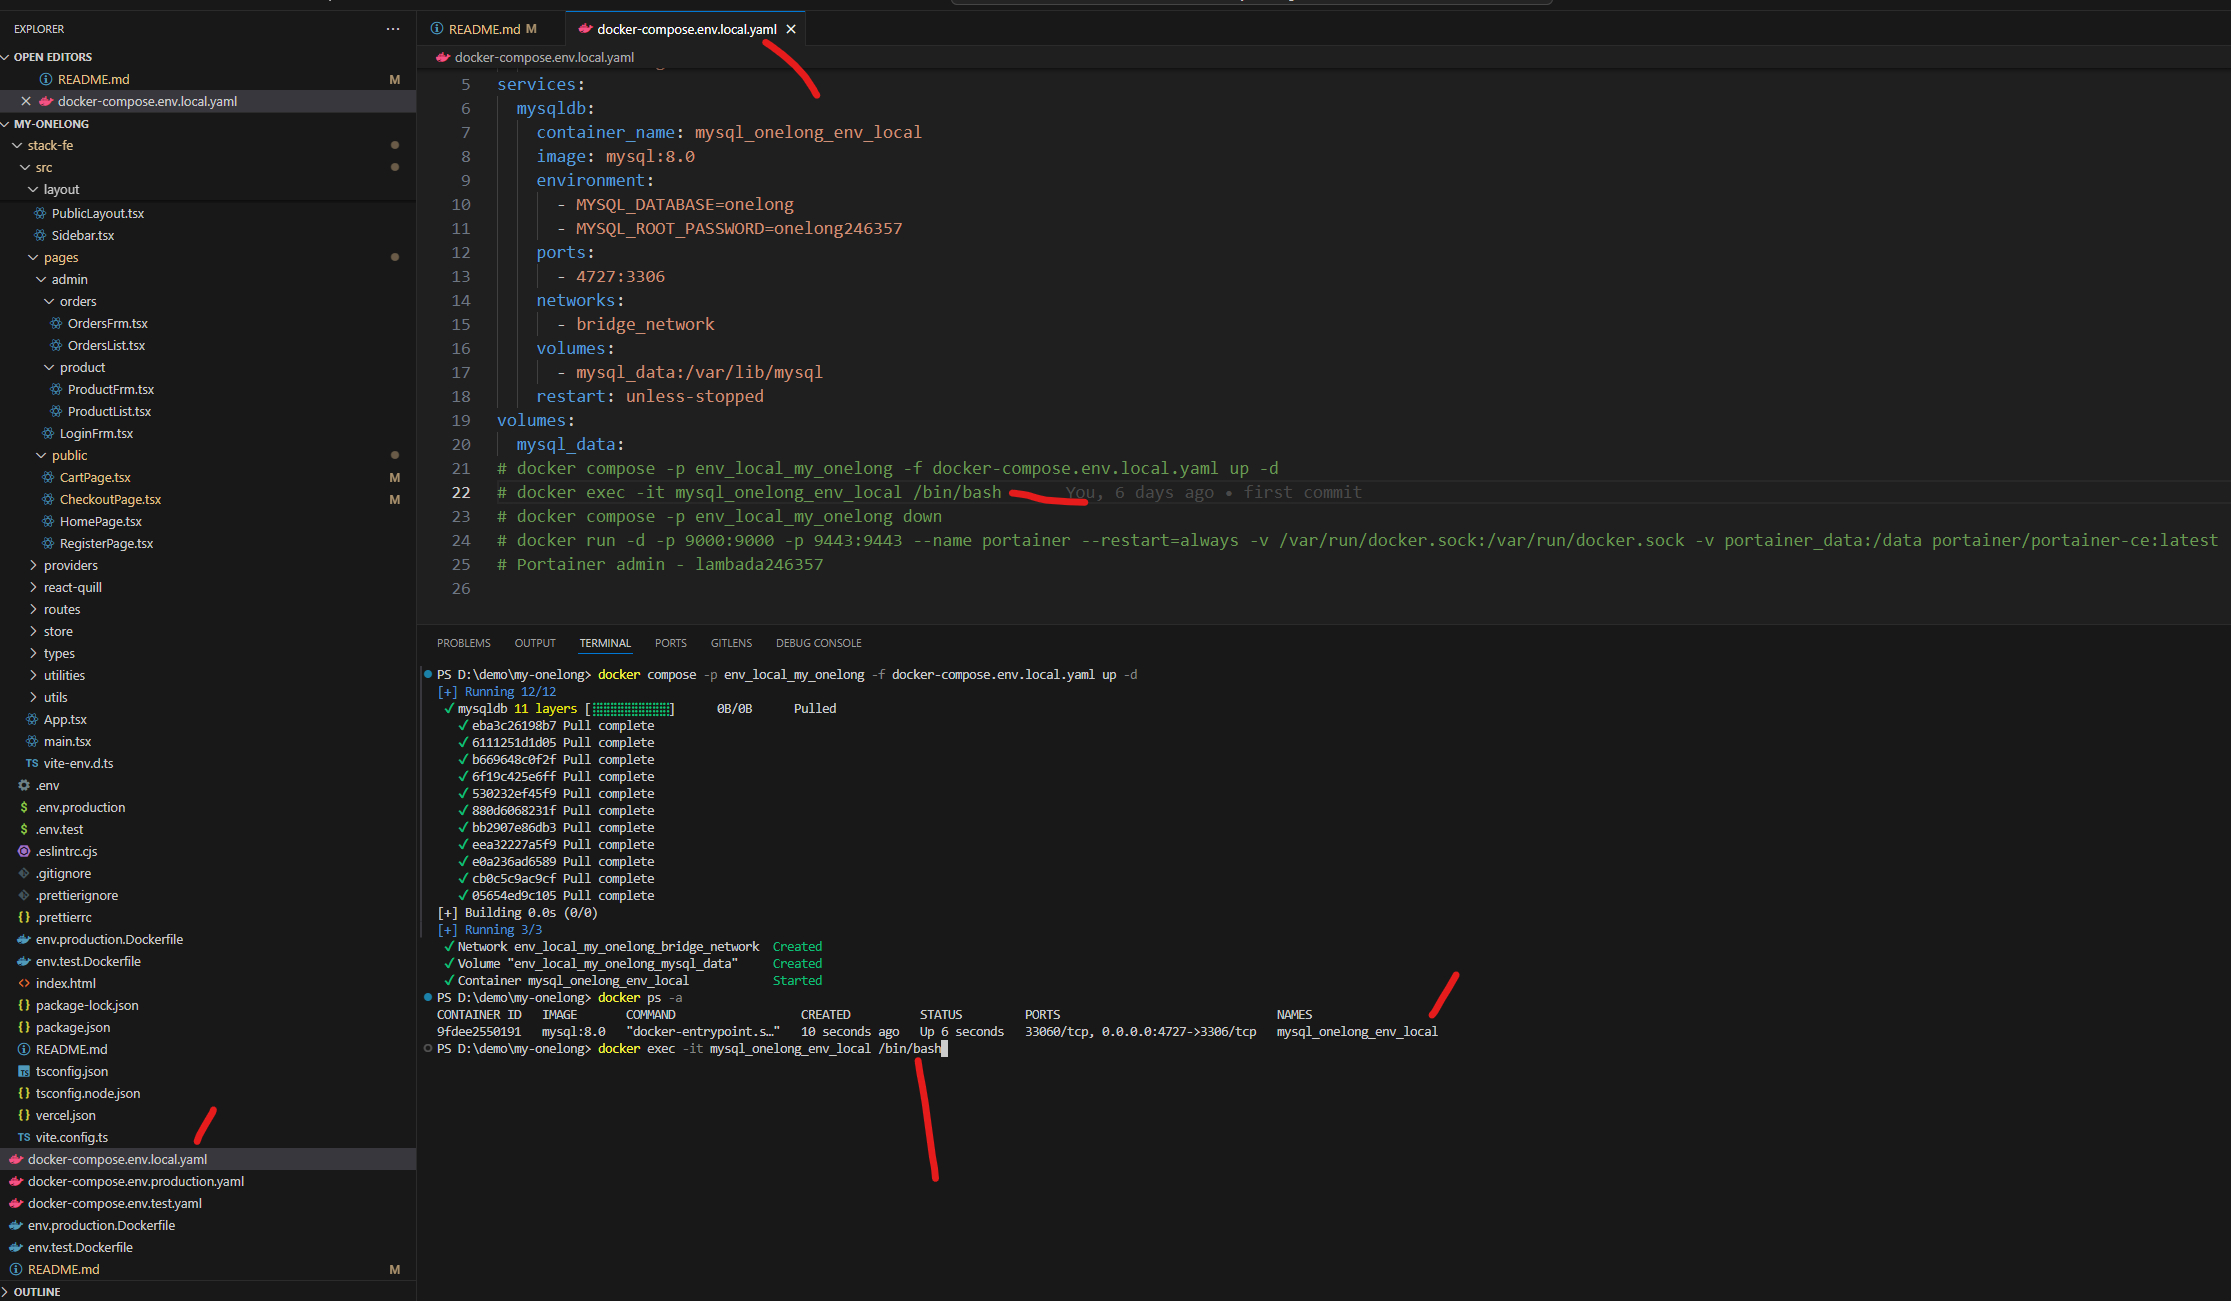 EXPLORER
···
OPEN EDITORS
README.md M
docker-compose.env.local.yaml
MY-ONELONG
stack-fe
src
layout
PublicLayout.tsx
Sidebar.tsx
pages
admin
orders
OrdersFrm.tsx
OrdersList.tsx
product
ProductFrm.tsx
ProductList.tsx
LoginFrm.tsx
public
CartPage.tsx M
CheckoutPage.tsx M
HomePage.tsx
RegisterPage.tsx
providers
react-quill
routes
store
types
utilities
utils
App.tsx
main.tsx
TS vite-env.d.ts
.env
$ .env.production
$ .env.test
.eslintrc.cjs
.gitignore
.prettierignore
{} .prettierrc
env.production.Dockerfile
env.test.Dockerfile
<> index.html
{} package-lock.json
{} package.json
README.md
tsconfig.json
{} tsconfig.node.json
{} vercel.json
TS vite.config.ts
docker-compose.env.local.yaml
docker-compose.env.production.yaml
docker-compose.env.test.yaml
env.production.Dockerfile
env.test.Dockerfile
README.md M
OUTLINE
README.md M
docker-compose.env.local.yaml
docker-compose.env.local.yaml
5 services:
6 mysqldb:
7 container_name: mysql_onelong_env_local
8 image: mysql:8.0
9 environment:
10 - MYSQL_DATABASE=onelong
11 - MYSQL_ROOT_PASSWORD=onelong246357
12 ports:
13 - 4727:3306
14 networks:
15 - bridge_network
16 volumes:
17 - mysql_data:/var/lib/mysql
18 restart: unless-stopped
19 volumes:
20 mysql_data:
21 # docker compose -p env_local_my_onelong -f docker-compose.env.local.yaml up -d
22 # docker exec -it mysql_onelong_env_local /bin/bash You, 6 days ago • first commit
23 # docker compose -p env_local_my_onelong down
24 # docker run -d -p 9000:9000 -p 9443:9443 --name portainer --restart=always -v /var/run/docker.sock:/var/run/docker.sock -v portainer_data:/data portainer/portainer-ce:latest
25 # Portainer admin - lambada246357
26
PROBLEMS OUTPUT TERMINAL PORTS GITLENS DEBUG CONSOLE
PS D:\demo\my-onelong> docker compose -p env_local_my_onelong -f docker-compose.env.local.yaml up -d
[+] Running 12/12
✓ mysqldb 11 layers [⣿⣿⣿⣿⣿⣿⣿⣿⣿⣿⣿] 0B/0B Pulled
✓ eba3c26198b7 Pull complete
✓ 6111251d1d05 Pull complete
✓ b669648c0f2f Pull complete
✓ 6f19c425e6ff Pull complete
✓ 530232ef45f9 Pull complete
✓ 880d6068231f Pull complete
✓ bb2907e86db3 Pull complete
✓ eea32227a5f9 Pull complete
✓ e0a236ad6589 Pull complete
✓ cb0c5c9ac9cf Pull complete
✓ 05654ed9c105 Pull complete
[+] Building 0.0s (0/0)
[+] Running 3/3
✓ Network env_local_my_onelong_bridge_network Created
✓ Volume "env_local_my_onelong_mysql_data" Created
✓ Container mysql_onelong_env_local Started
PS D:\demo\my-onelong> docker ps -a
CONTAINER ID IMAGE COMMAND CREATED STATUS PORTS NAMES
9fdee2550191 mysql:8.0 "docker-entrypoint.s…" 10 seconds ago Up 6 seconds 33060/tcp, 0.0.0.0:4727->3306/tcp mysql_onelong_env_local
PS D:\demo\my-onelong> docker exec -it mysql_onelong_env_local /bin/bash